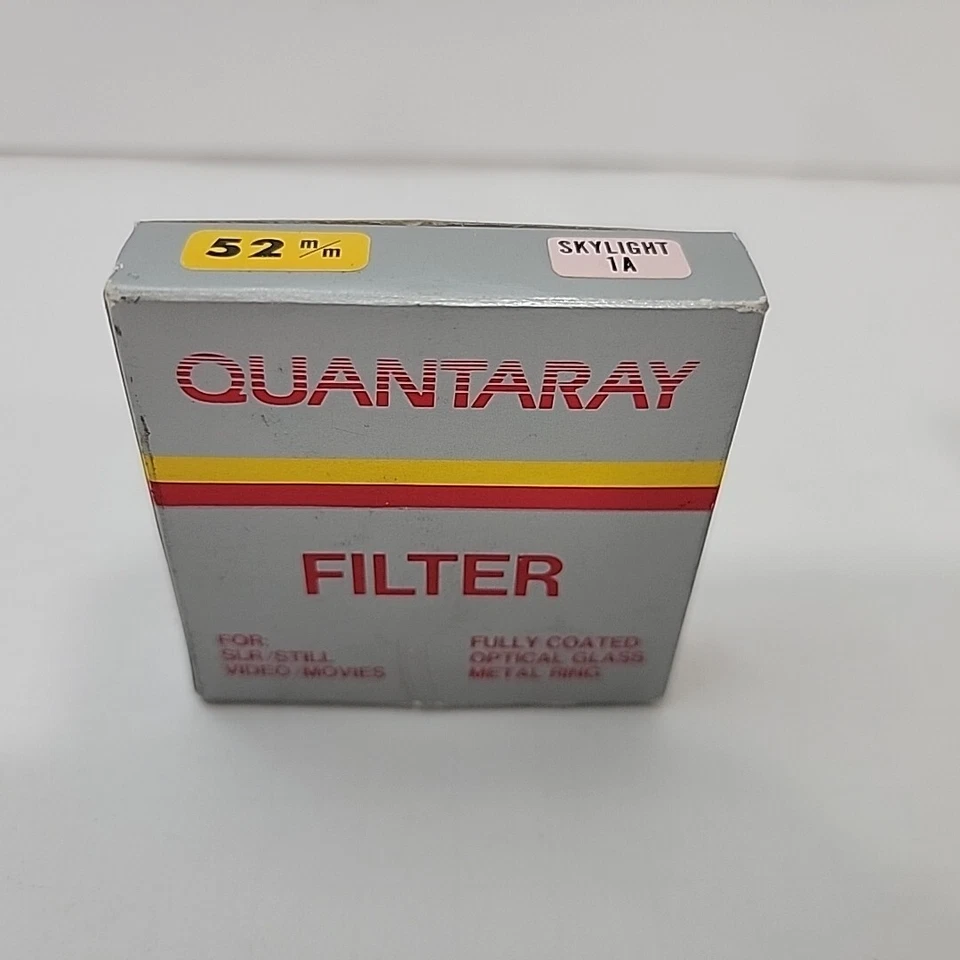 52 m/m
SKYLIGHT
1A
QUANTARAY
FILTER
FOR:
SLR/STILL
VIDEO/MOVIES
FULLY COATED
OPTICAL GLASS
METAL RING